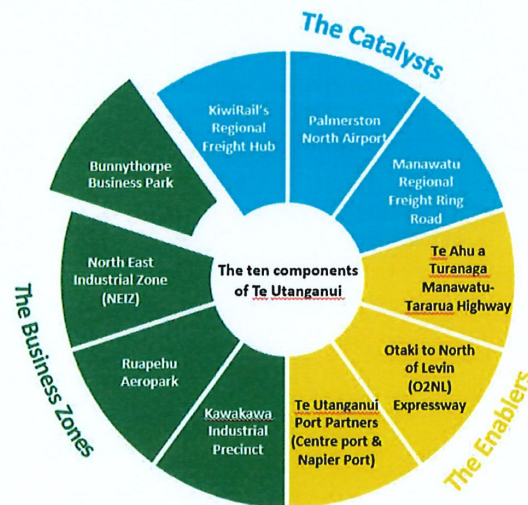 The Catalysts
KiwiRail's
Regional
Freight Hub
Palmerston
North Airport
Manawatu
Regional
Freight Ring
Road
Te Ahu a
Turanaga
Manawatu-
Tararua Highway
Otaki to North
of Levin
(O2NL)
Expressway
The Enablers
Te Utanganui
Port Partners
(Centre port &
Napier Port)
Kawakawa
Industrial
Precinct
Ruapehu
Aeropark
North East
Industrial Zone
(NEIZ)
Bunnythorpe
Business Park
The Business Zones
The ten components
of Te Utanganui